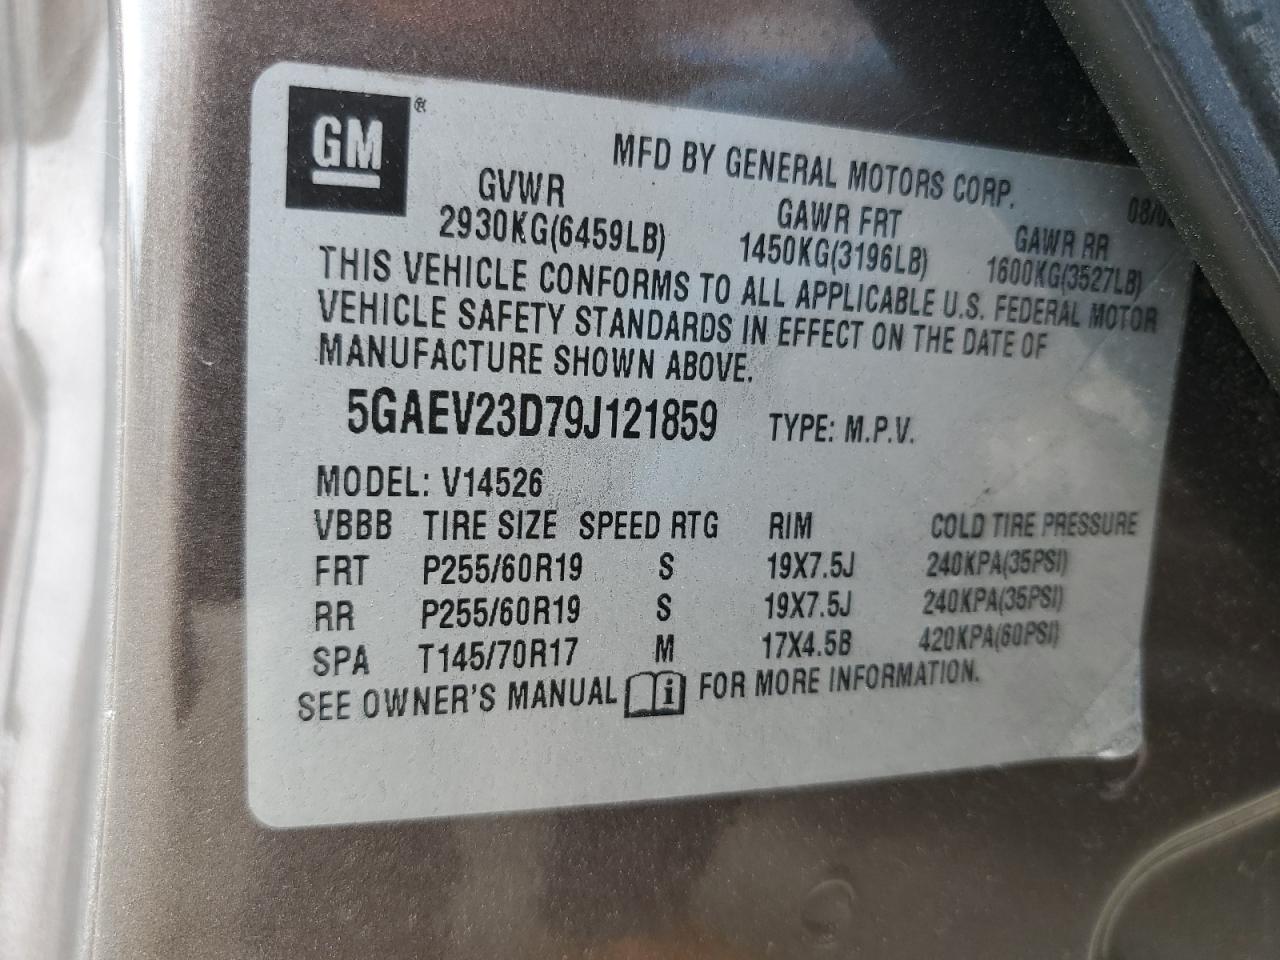 GM®
MFD BY GENERAL MOTORS CORP.
GVWR GAWR FRT GAWR RR
2930KG(6459LB) 1450KG(3196LB) 1600KG(3527LB)
THIS VEHICLE CONFORMS TO ALL APPLICABLE U.S. FEDERAL MOTOR
VEHICLE SAFETY STANDARDS IN EFFECT ON THE DATE OF
MANUFACTURE SHOWN ABOVE.
5GAEV23D79J121859 TYPE: M.P.V.
MODEL: V14526
VBBB TIRE SIZE SPEED RTG RIM COLD TIRE PRESSURE
FRT P255/60R19 S 19X7.5J 240KPA(35PSI)
RR P255/60R19 S 19X7.5J 240KPA(35PSI)
SPA T145/70R17 M 17X4.5B 420KPA(60PSI)
SEE OWNER'S MANUAL i FOR MORE INFORMATION.